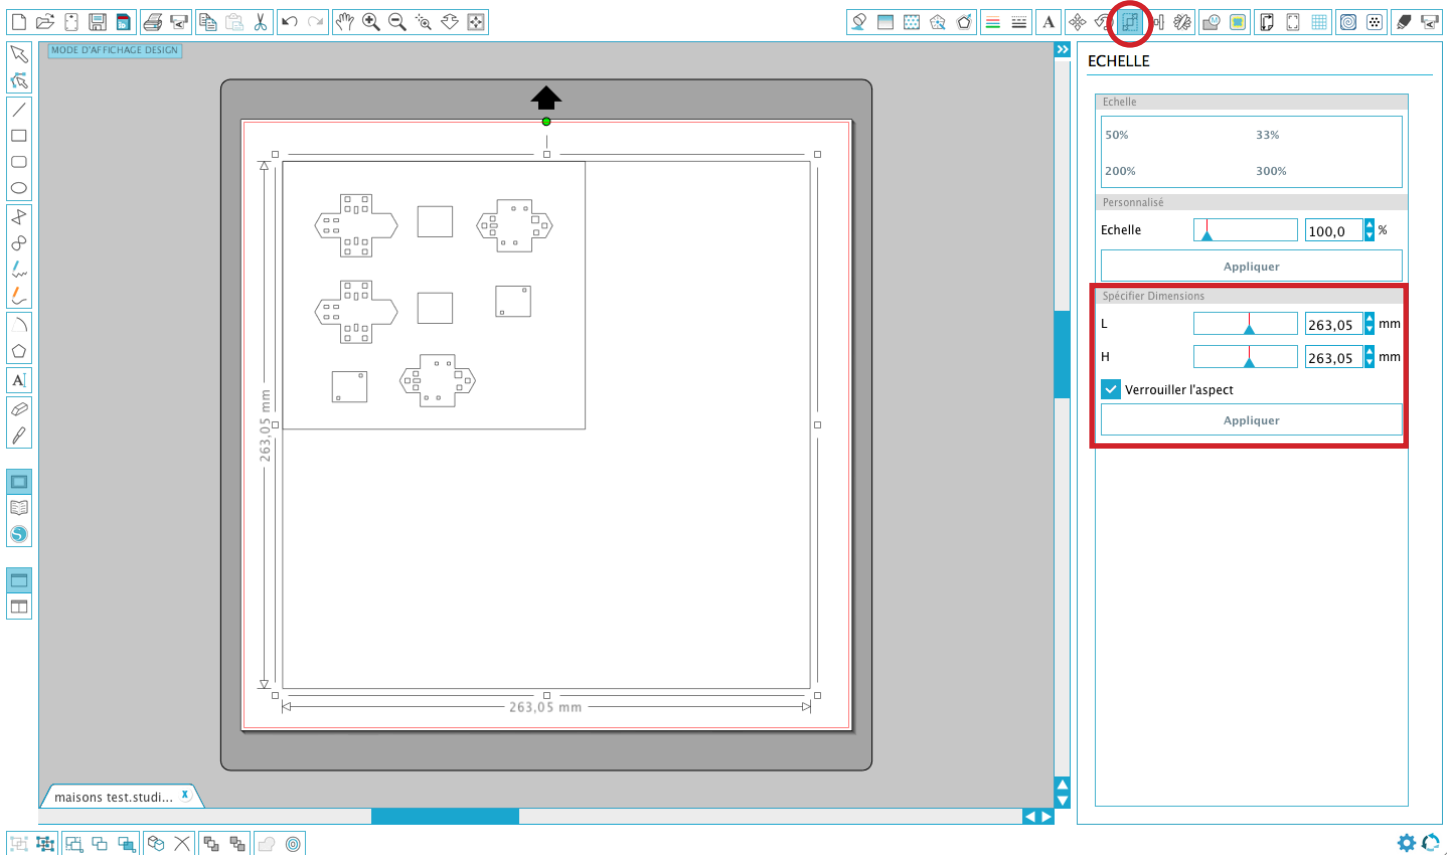 A
MODE D'AFFICHAGE DESIGN
ECHELLE
Echelle
50% 33%
200% 300%
Personnalisé
Echelle 100,0 %
Appliquer
Spécifier Dimensions
L 263,05 mm
H 263,05 mm
Verrouiller l'aspect
Appliquer
A
263,05 mm
263,05 mm
maisons test.studi... x